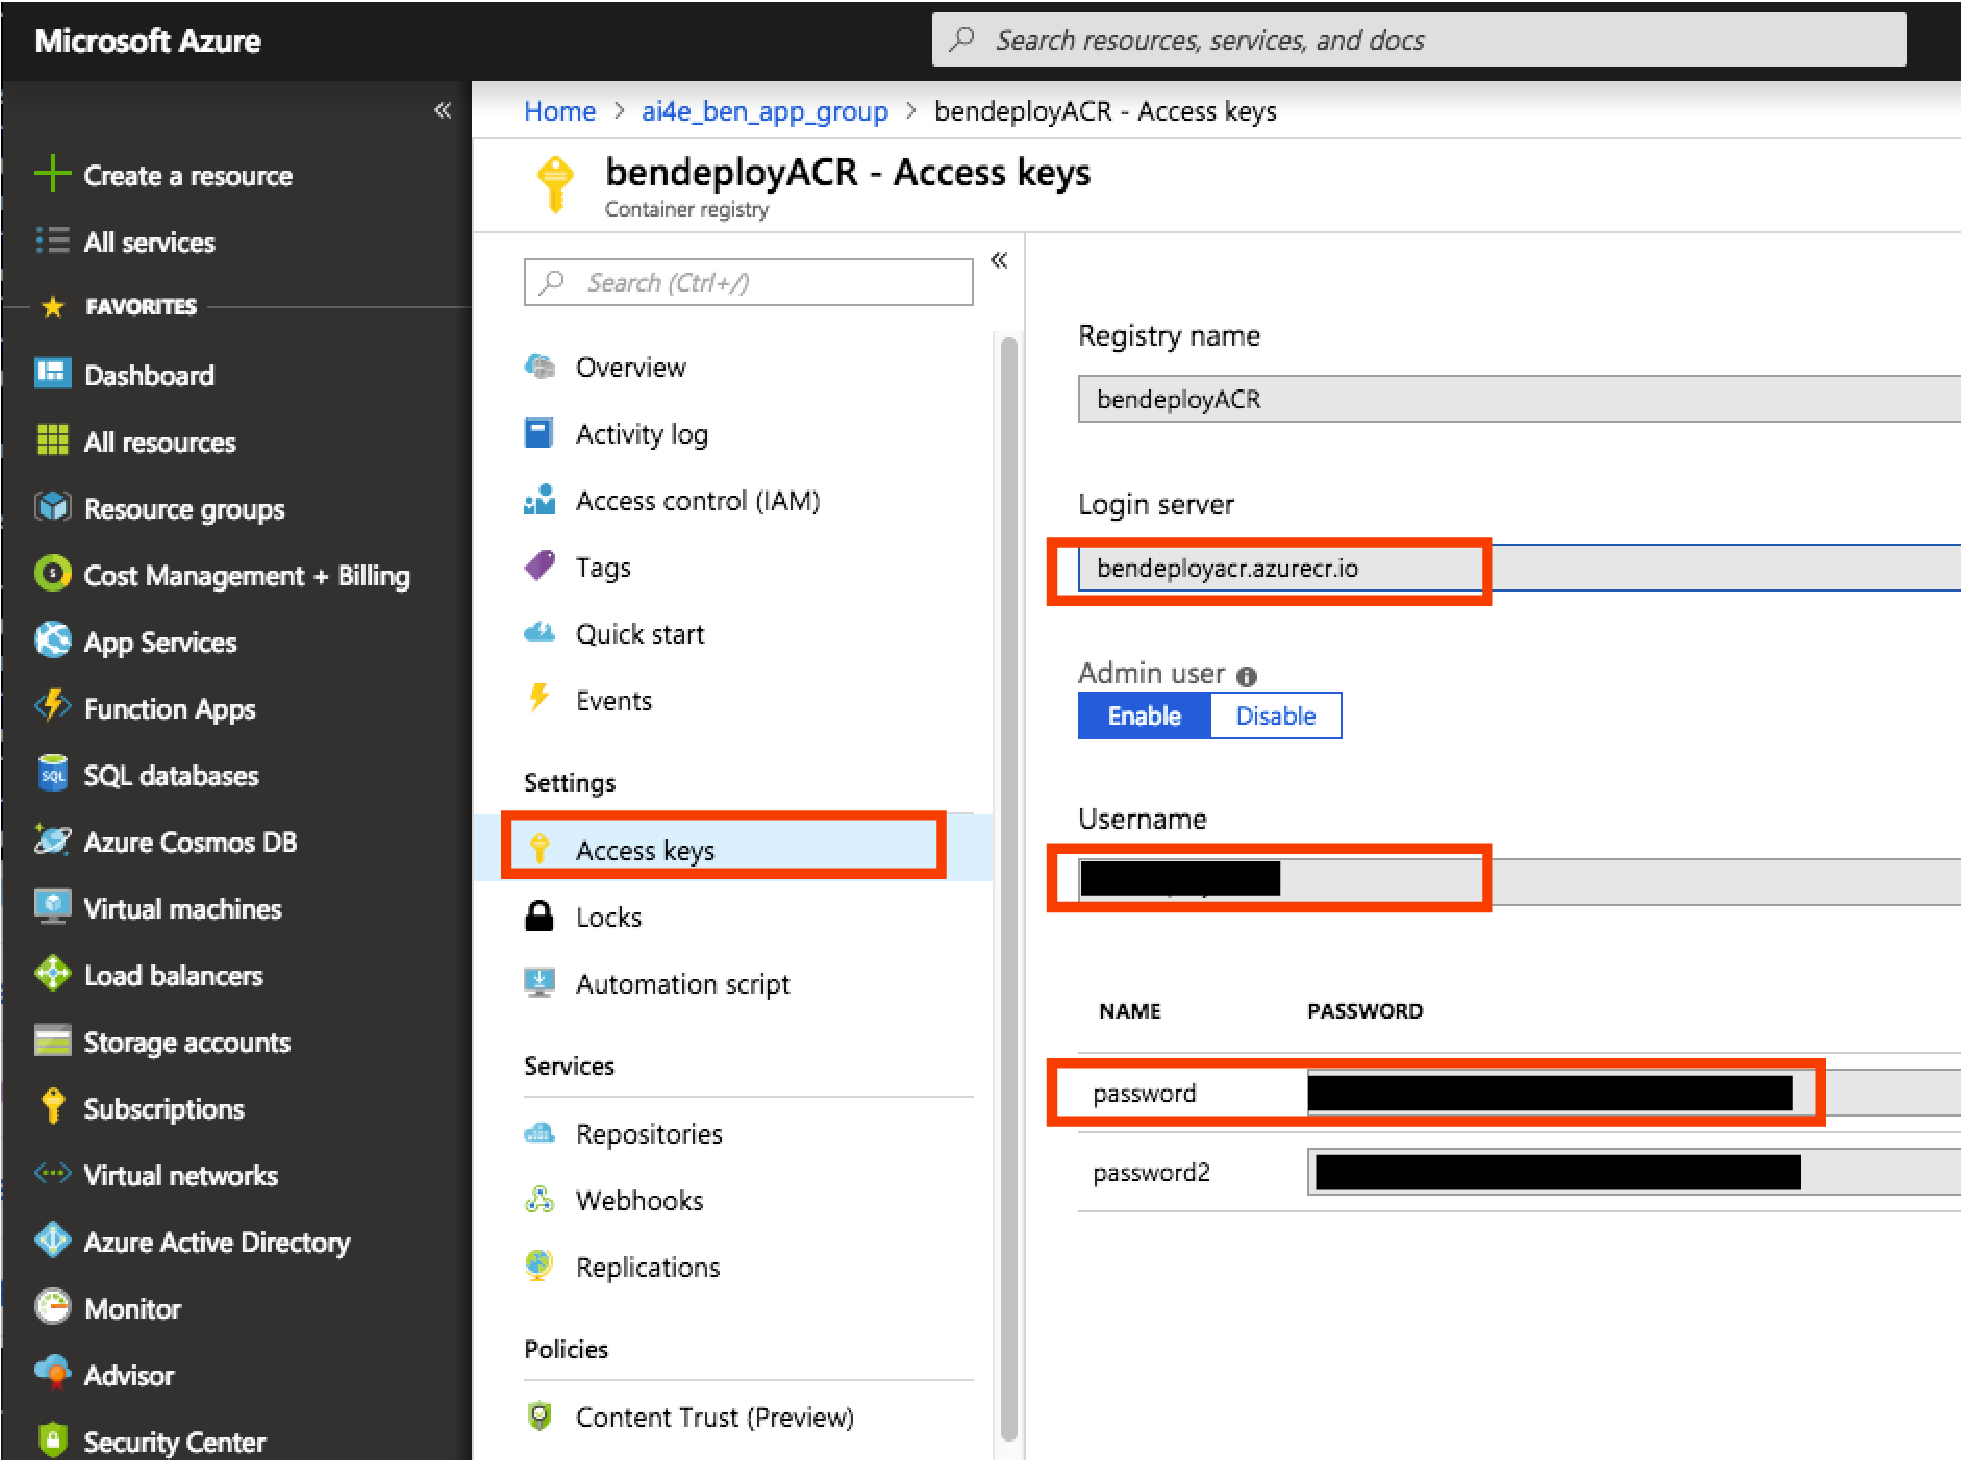 Microsoft Azure
Search resources, services, and docs
Create a resource
All services
FAVORITES
Dashboard
All resources
Resource groups
Cost Management + Billing
App Services
Function Apps
SQL databases
Azure Cosmos DB
Virtual machines
Load balancers
Storage accounts
Subscriptions
Virtual networks
Azure Active Directory
Monitor
Advisor
Security Center
Home > ai4e_ben_app_group > bendeployACR - Access keys
bendeployACR - Access keys
Container registry
Search (Ctrl+/)
Overview
Activity log
Access control (IAM)
Tags
Quick start
Events
Settings
Access keys
Locks
Automation script
Services
Repositories
Webhooks
Replications
Policies
Content Trust (Preview)
Registry name
bendeployACR
Login server
bendeployacr.azurecr.io
Admin user
Enable Disable
Username
NAME PASSWORD
password
password2